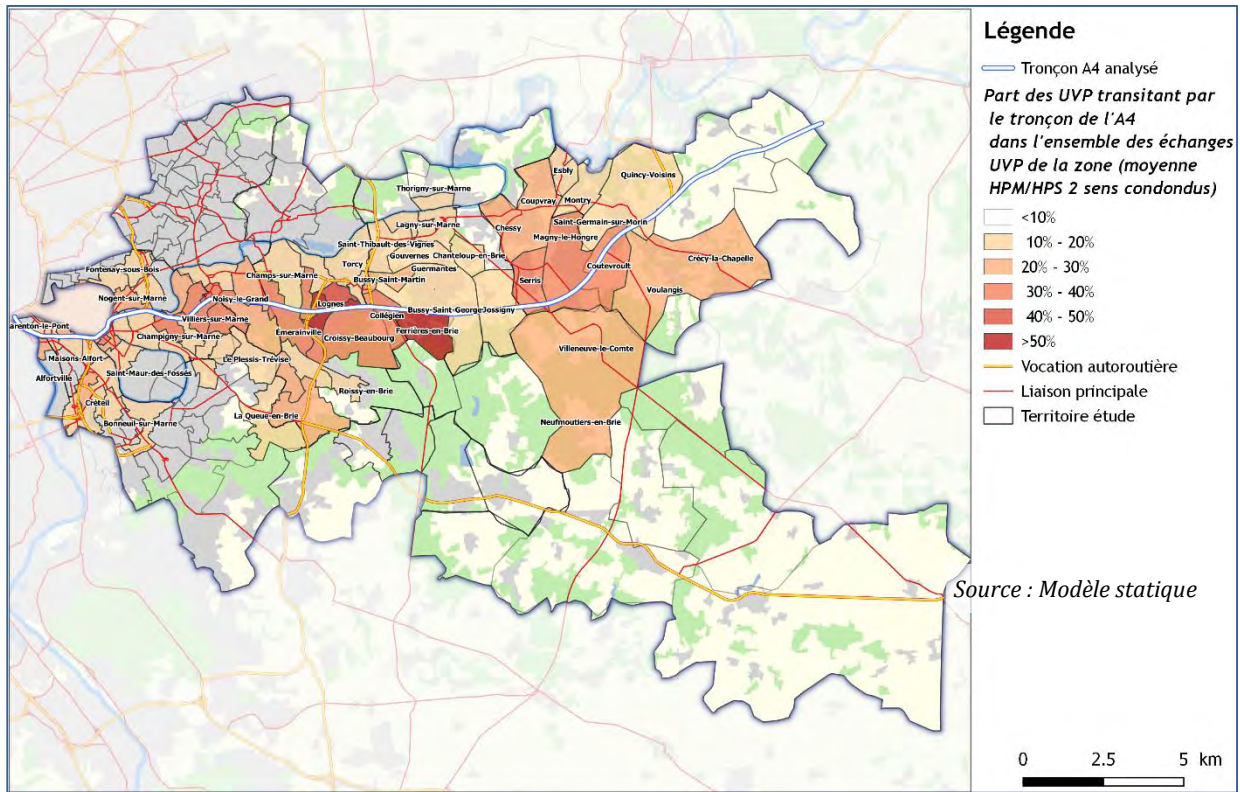 Légende
Tronçon A4 analysé
Part des UVP transitant par
le tronçon de l'A4
dans l'ensemble des échanges
UVP de la zone (moyenne
HPM/HPS 2 sens condondus)
<10%
10% - 20%
20% - 30%
30% - 40%
40% - 50%
>50%
Vocation autoroutière
Liaison principale
Territoire étude
Source : Modèle statique
0 2.5 5 km
Esbly
Quincy-Voisins
Thorigny-sur-Marne
Coupvray
Montry
Lagny-sur-Marne
Saint-Germain-sur-Morin
Chessy
Magny-le-Hongre
Saint-Thibault-des-Vignes
Gouvernes
Chanteloup-en-Brie
Crécy-la-Chapelle
Fontenay-sous-Bois
Torcy
Guermantes
Coutevroult
Champs-sur-Marne
Bussy-Saint-Martin
Serris
Voulangis
Nogent-sur-Marne
Noisy-le-Grand
Lognes
Bussy-Saint-George
Jossigny
arenton-le-Pont
Villiers-sur-Marne
Collégien
Champigny-sur-Marne
Émerainville
Croissy-Beaubourg
Ferrières-en-Brie
Villeneuve-le-Comte
Maisons-Alfort
Le Plessis-Trévise
Saint-Maur-des-Fossés
Alfortville
Roissy-en-Brie
Créteil
La Queue-en-Brie
Bonneuil-sur-Marne
Neufmoutiers-en-Brie